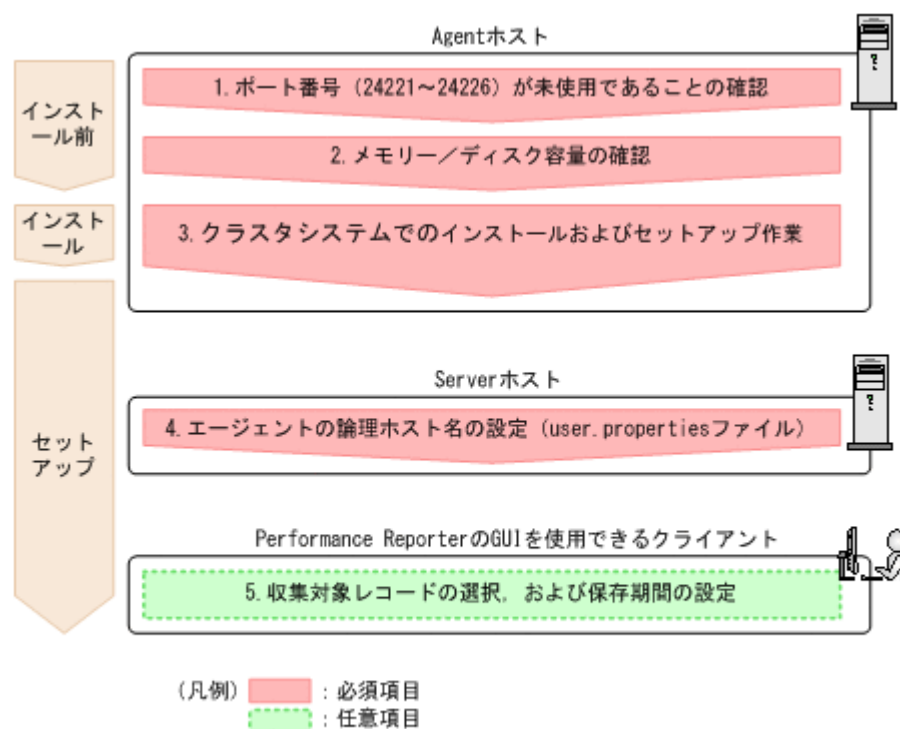 Agentホスト
インスト
ール前
1.ポート番号（24221～24226）が未使用であることの確認
2.メモリー／ディスク容量の確認
インスト
ール
3.クラスタシステムでのインストールおよびセットアップ作業
セット
アップ
Serverホスト
4.エージェントの論理ホスト名の設定（user.propertiesファイル）
Performance ReporterのGUIを使用できるクライアント
5.収集対象レコードの選択，および保存期間の設定
（凡例）
：必須項目
：任意項目